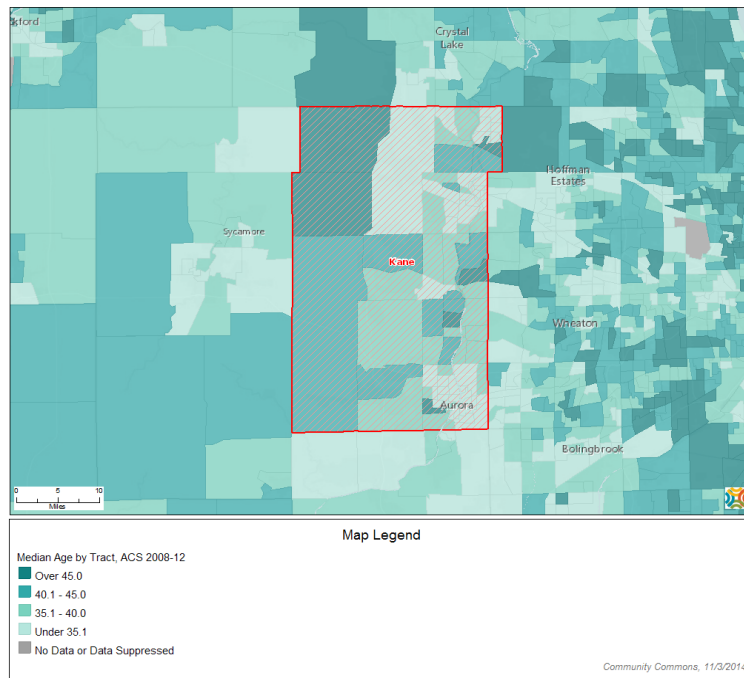 Crystal
Lake
Hoffman
Estates
Sycamore
Kane
Wheaton
Aurora
Bolingbrook
0 5 10
Miles
Map Legend
Median Age by Tract, ACS 2008-12
Over 45.0
40.1 - 45.0
35.1 - 40.0
Under 35.1
No Data or Data Suppressed
Community Commons, 11/3/2014